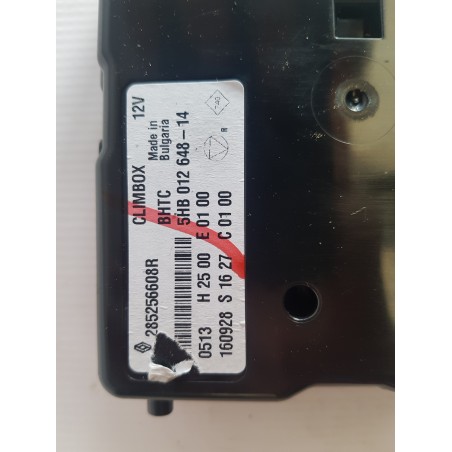 285256608R CLIMBOX 12V
BHTC Made in
Bulgaria
5HB 012 648-14
0513 H 25 00 E 01 00
160928 S 16 27 C 01 00
R